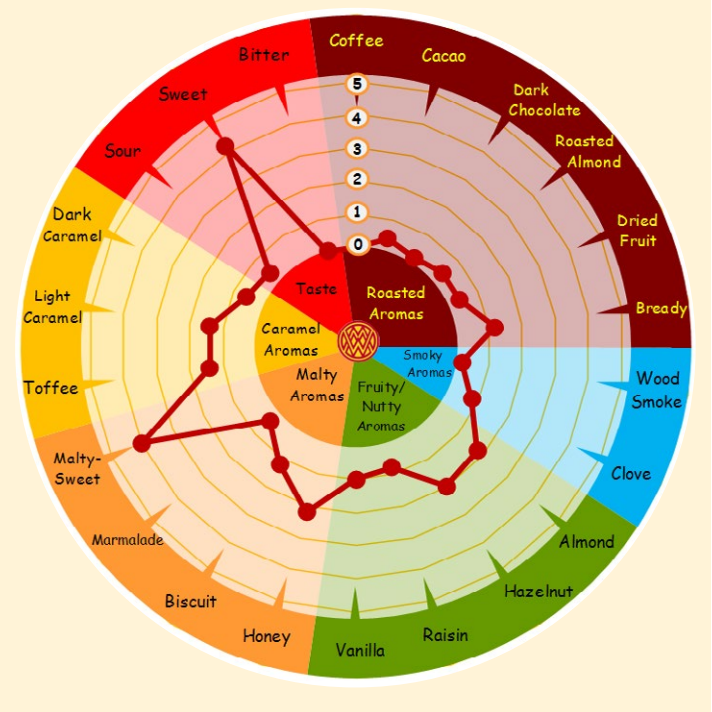 Coffee
Cacao
Dark
Chocolate
Roasted
Almond
Dried
Fruit
Bready
Wood
Smoke
Clove
Almond
Hazelnut
Raisin
Vanilla
Honey
Biscuit
Marmalade
Malty-
Sweet
Toffee
Light
Caramel
Dark
Caramel
Sour
Sweet
Bitter
5
4
3
2
1
0
Taste
Roasted
Aromas
Caramel
Aromas
Smoky
Aromas
Malty
Aromas
Fruity/
Nutty
Aromas